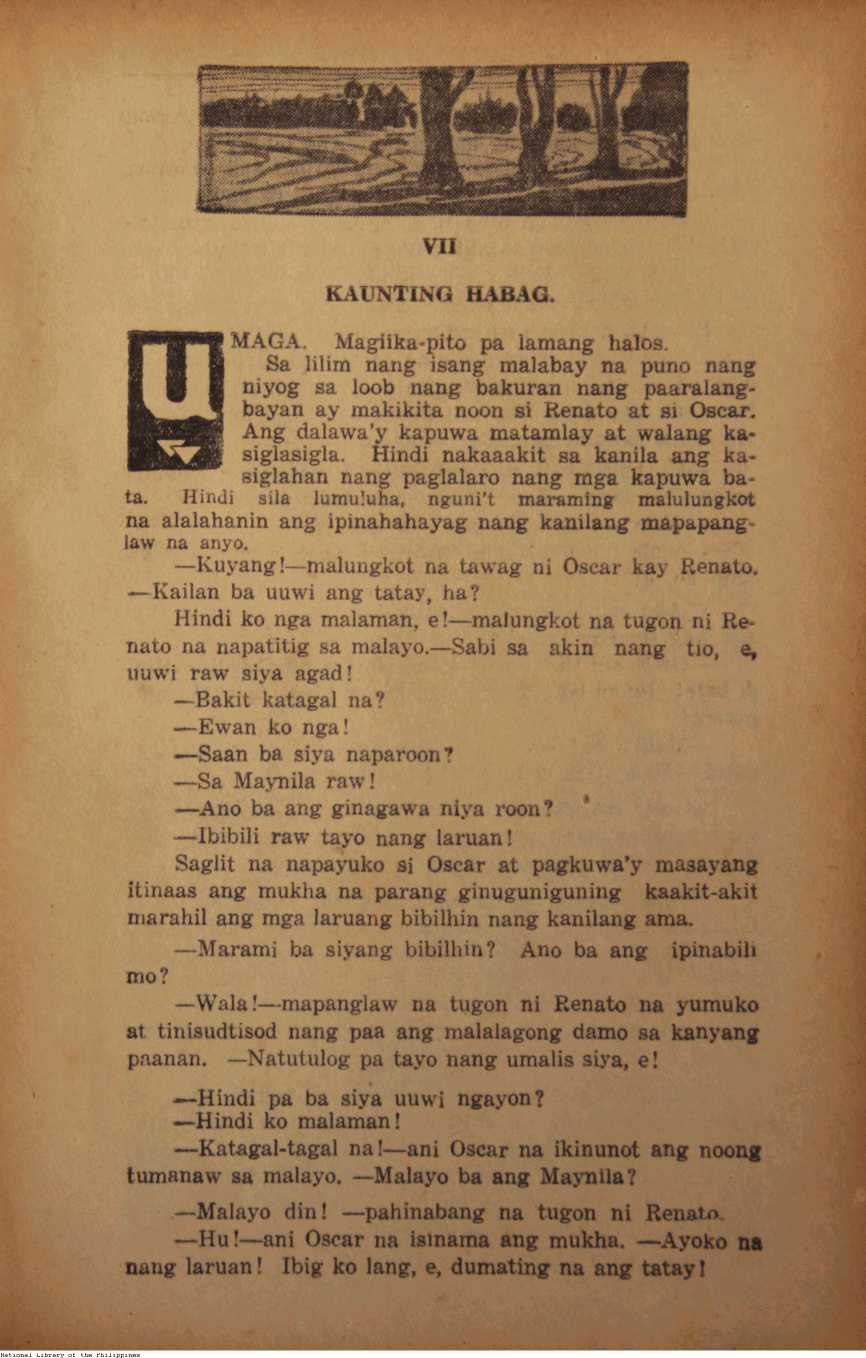 VII
KAUNTING HABAG.
UMAGA. Magiika-pito pa lamang halos.
Sa lilim nang isang malabay na puno nang
niyog sa loob nang bakuran nang paaralang-
bayan ay makikita noon si Renato at si Oscar.
Ang dalawa'y kapuwa matamlay at walang ka-
siglasigla. Hindi nakaaakit sa kanila ang ka-
siglahan nang paglalaro nang mga kapuwa ba-
ta. Hindi sila lumuluha, nguni't maraming malulungkot
na alalahanin ang ipinahahayag nang kanilang mapapang-
law na anyo.
—Kuyang!—malungkot na tawag ni Oscar kay Renato.
—Kailan ba uuwi ang tatay, ha?
Hindi ko nga malaman, e!—malungkot na tugon ni Re-
nato na napatitig sa malayo.—Sabi sa akin nang tio, e,
uuwi raw siya agad!
—Bakit katagal na?
—Ewan ko nga!
—Saan ba siya naparoon?
—Sa Maynila raw!
—Ano ba ang ginagawa niya roon?
—Ibibili raw tayo nang laruan!
Saglit na napayuko si Oscar at pagkuwa'y masayang
itinaas ang mukha na parang ginuguniguning kaakit-akit
marahil ang mga laruang bibilhin nang kanilang ama.
—Marami ba siyang bibilhin? Ano ba ang ipinabili
mo?
—Wala!—mapanglaw na tugon ni Renato na yumuko
at tinisudtisod nang paa ang malalagong damo sa kanyang
paanan. —Natutulog pa tayo nang umalis siya, e!
—Hindi pa ba siya uuwi ngayon?
—Hindi ko malaman!
—Katagal-tagal na!—ani Oscar na ikinunot ang noong
tumanaw sa malayo. —Malayo ba ang Maynila?
—Malayo din! —pahinabang na tugon ni Renato.
—Hu!—ani Oscar na isinama ang mukha. —Ayoko na
nang laruan! Ibig ko lang, e, dumating na ang tatay!
National Library of the Philippines